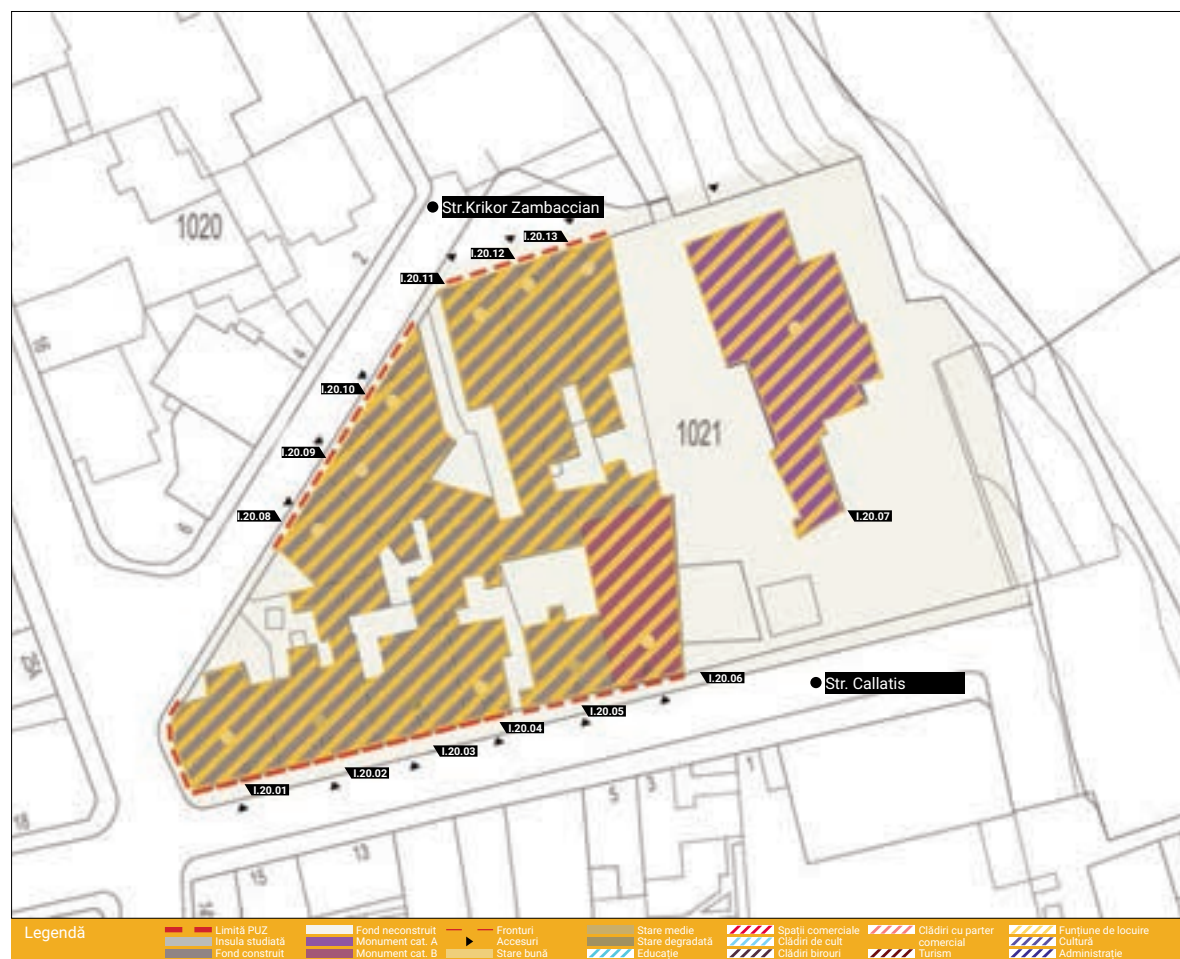 Str.Krikor Zambaccian
1020
2
I.20.13
I.20.12
I.20.11
16
4
I.20.10
1021
I.20.09
I.20.08
I.20.07
6
I.20.06
Str. Callatis
I.20.05
I.20.04
I.20.03
I.20.02
I.20.01
1
3
5
18
13
15
Legendă
Limită PUZ
Insula studiată
Fond construit
Fond neconstruit
Monument cat. A
Monument cat. B
Fronturi
Accesuri
Stare bună
Stare medie
Stare degradată
Educație
Spații comerciale
Clădiri de cult
Clădiri birouri
Clădiri cu parter
comercial
Turism
Funțiune de locuire
Cultură
Administrație